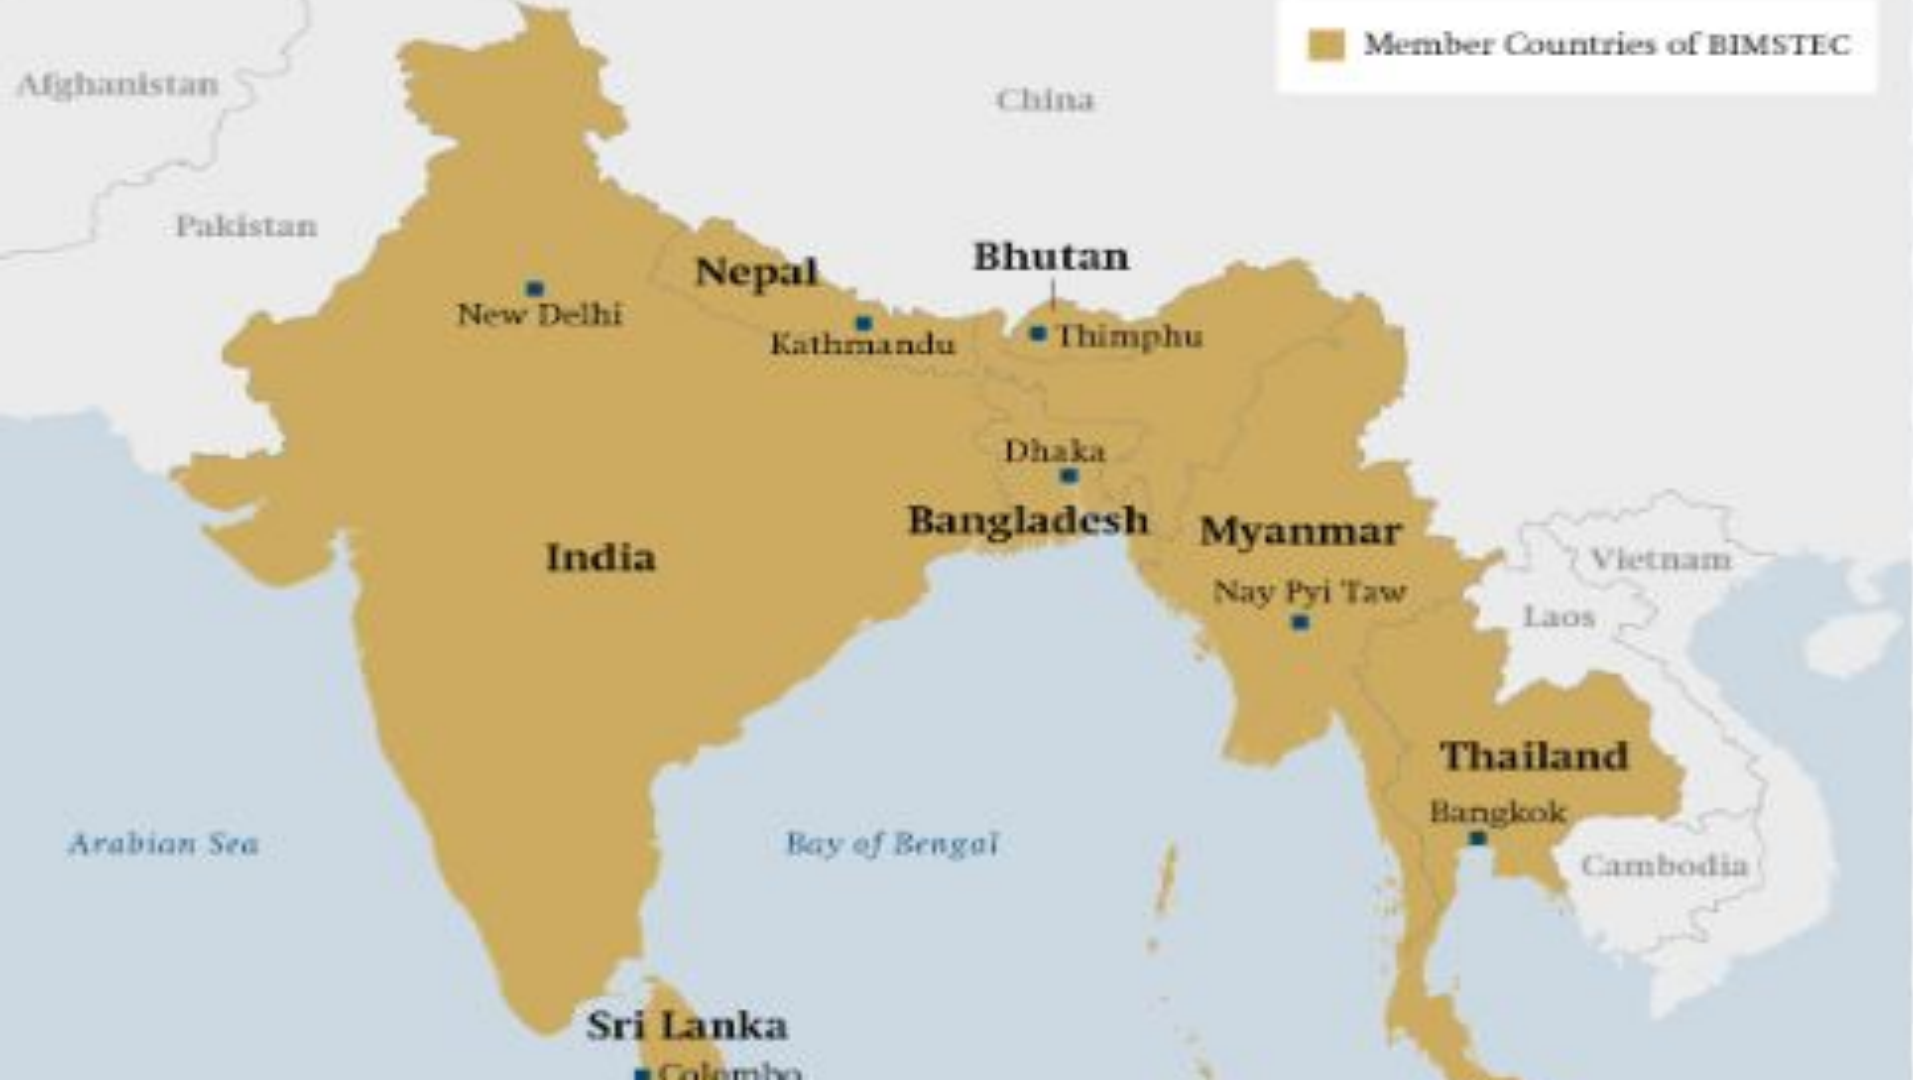 Member Countries of BIMSTEC
Afghanistan
China
Pakistan
Nepal
Bhutan
New Delhi
Kathmandu
Thimphu
Dhaka
Bangladesh
Myanmar
India
Vietnam
Nay Pyi Taw
Laos
Thailand
Bangkok
Arabian Sea
Bay of Bengal
Cambodia
Sri Lanka
Colombo